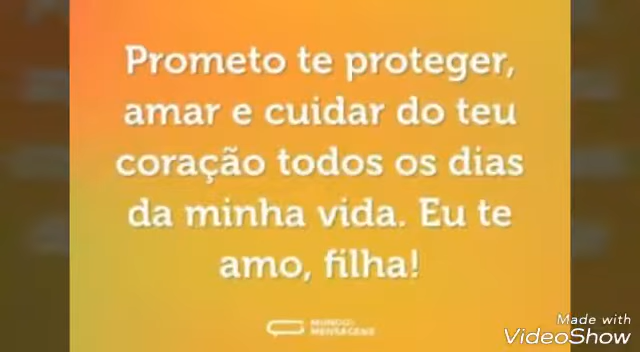 Prometo te proteger,
amar e cuidar do teu
coração todos os dias
da minha vida. Eu te
amo, filha!
MUNDO DE
MENSAGENS
Made with
VideoShow